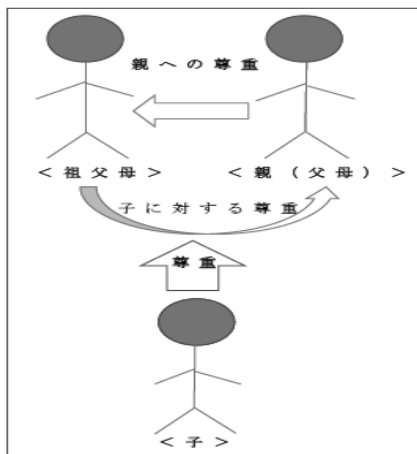 親への尊重
<祖父母>
<親(父母)>
子に対する尊重
尊重
<子>